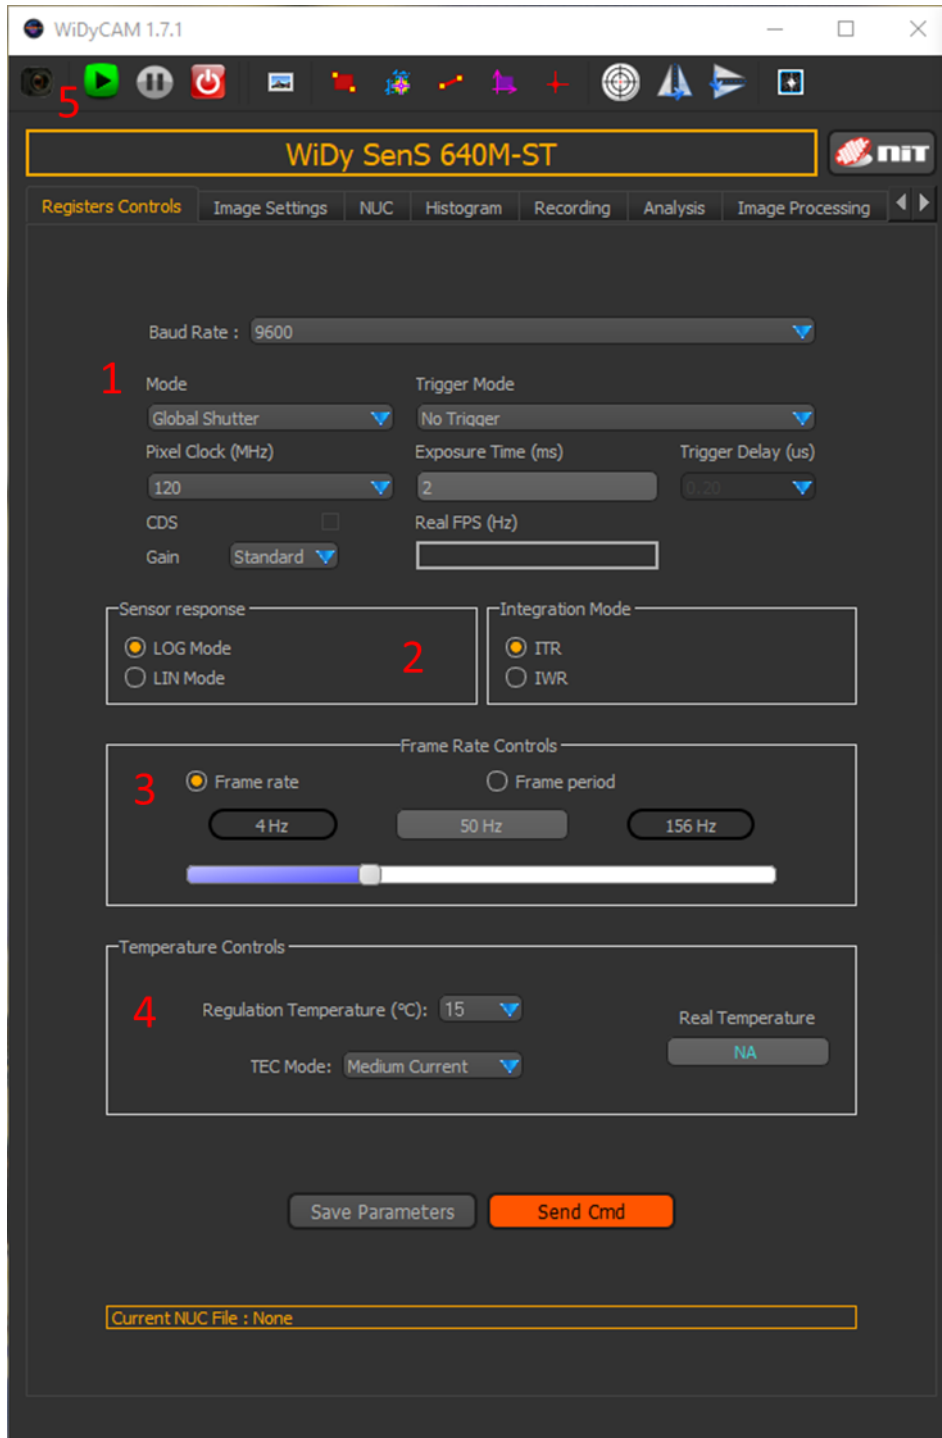 WiDyCAM 1.7.1
5
WiDy SenS 640M-ST
NIT
Registers Controls Image Settings NUC Histogram Recording Analysis Image Processing
Baud Rate : 9600
1
Mode Trigger Mode
Global Shutter No Trigger
Pixel Clock (MHz) Exposure Time (ms) Trigger Delay (us)
120 2 0.20
CDS Real FPS (Hz)
Gain Standard
Sensor response Integration Mode
LOG Mode 2 ITR
LIN Mode IWR
Frame Rate Controls
3 Frame rate Frame period
4 Hz 50 Hz 156 Hz
Temperature Controls
4 Regulation Temperature (°C): 15 Real Temperature
TEC Mode: Medium Current NA
Save Parameters Send Cmd
Current NUC File : None